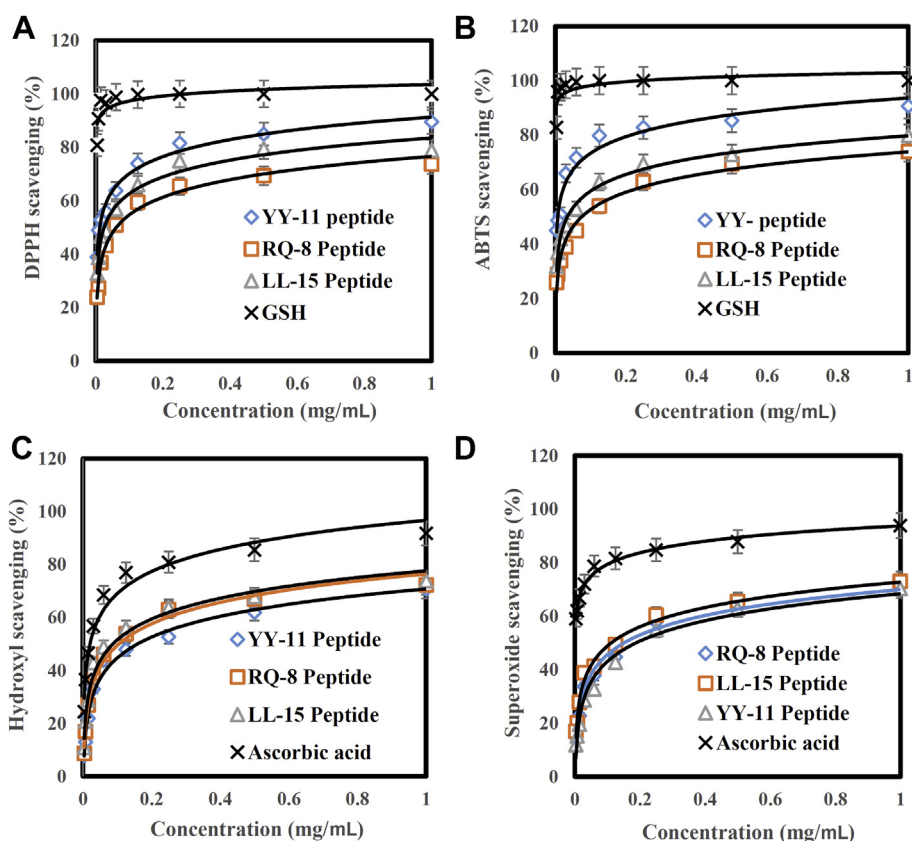 A
120
100
80
60
40
20
0
DPPH scavenging (%)
YY-11 peptide
RQ-8 Peptide
LL-15 Peptide
GSH
0 0.2 0.4 0.6 0.8 1
Concentration (mg/mL)
B
120
100
80
60
40
20
0
ABTS scavenging (%)
YY- peptide
RQ-8 Peptide
LL-15 Peptide
GSH
0 0.2 0.4 0.6 0.8 1
Cocentration (mg/mL)
C
120
100
80
60
40
20
0
Hydroxyl scavenging (%)
YY-11 Peptide
RQ-8 Peptide
LL-15 Peptide
Ascorbic acid
0 0.2 0.4 0.6 0.8 1
Concentration (mg/mL)
D
120
100
80
60
40
20
0
Superoxide scavenging (%)
RQ-8 Peptide
LL-15 Peptide
YY-11 Peptide
Ascorbic acid
0 0.2 0.4 0.6 0.8 1
Concentration (mg/mL)